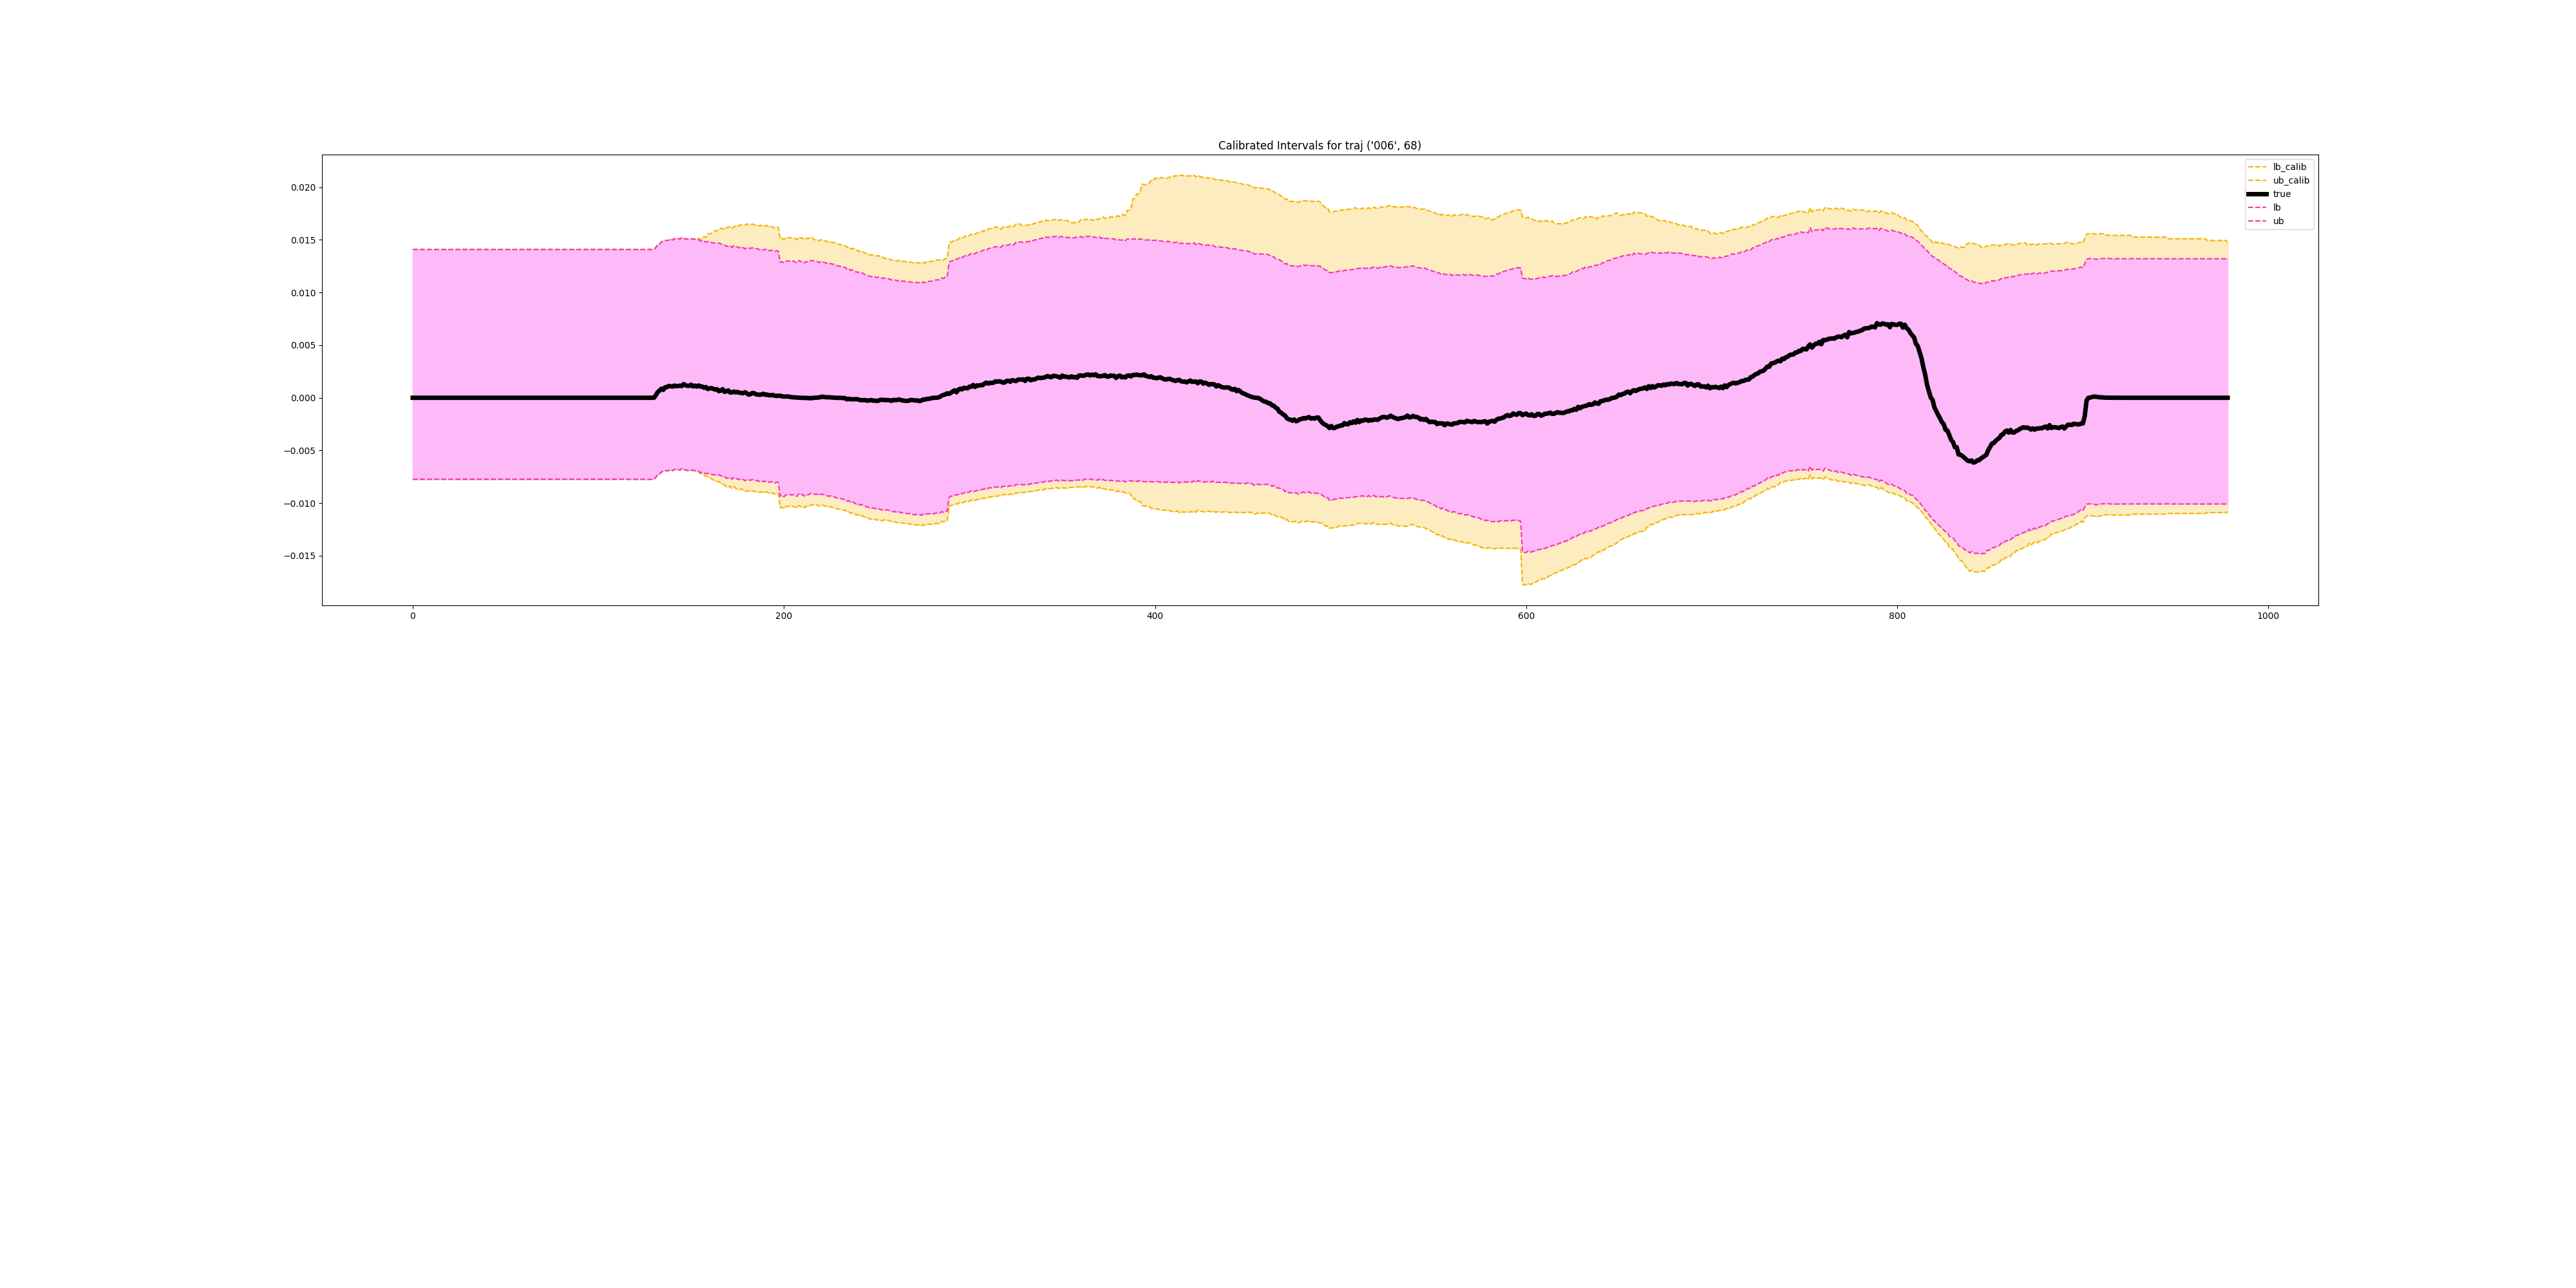 Calibrated Intervals for traj ('006', 68)
lb_calib
ub_calib
true
lb
ub
0.020
0.015
0.010
0.005
0.000
−0.005
−0.010
−0.015
0 200 400 600 800 1000